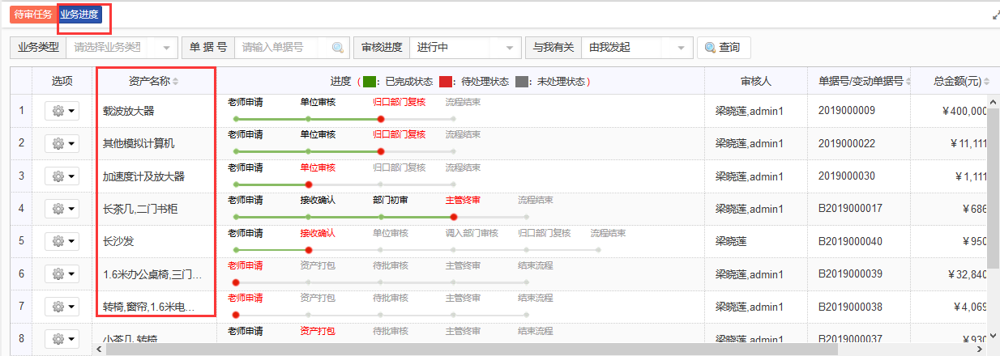 待审任务 业务进度
业务类型 请选择业务类型 单 据 号 请输入单据号 审核进度 进行中 与我有关 由我发起 查询
选项 资产名称 进度 ( : 已完成状态 : 待处理状态 : 未处理状态 ) 审核人 单据号/变动单据号 总金额(元)
老师申请 单位审核 归口部门复核 流程结束
1 载波放大器 梁晓莲,admin1 2019000009 ￥400,000
老师申请 单位审核 归口部门复核 流程结束
2 其他模拟计算机 梁晓莲,admin1 2019000022 ￥11,111
老师申请 单位审核 归口部门复核 流程结束
3 加速度计及放大器 梁晓莲,admin1 2019000030 ￥1,111
老师申请 接收确认 部门初审 主管终审 流程结束
4 长茶几,二门书柜 梁晓莲,admin1 B2019000017 ￥686
老师申请 接收确认 单位审核 调入部门审核 归口部门复核 流程结束
5 长沙发 梁晓莲 B2019000040 ￥950
老师申请 资产打包 待批审核 主管终审 结束流程
6 1.6米办公桌椅,三门... 梁晓莲,admin1 B2019000039 ￥32,840
老师申请 资产打包 待批审核 主管终审 结束流程
7 转椅,窗帘,1.6米电... 梁晓莲,admin1 B2019000038 ￥4,069
老师申请 资产打包 待批审核 主管终审 结束流程
8 小茶几,转椅 梁晓莲,admin1 B2019000037 ￥930